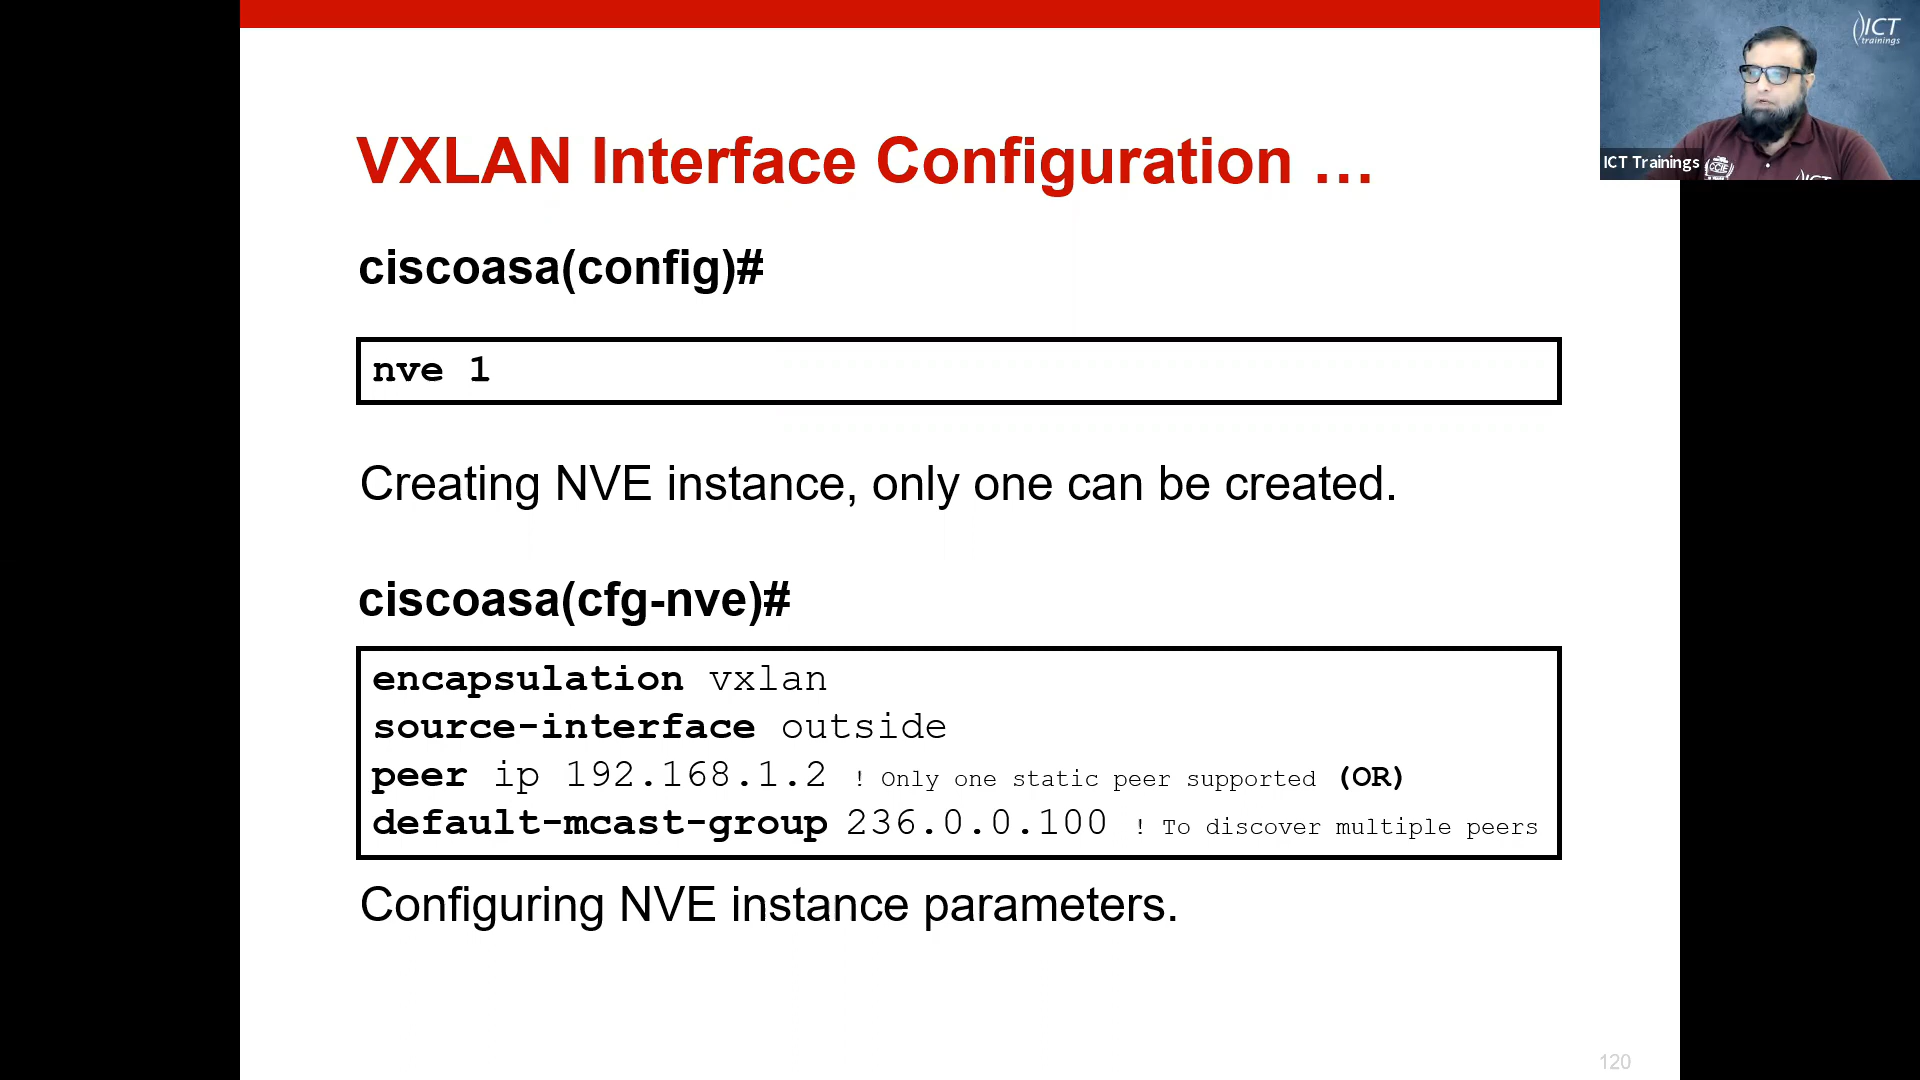 VXLAN Interface Configuration ...
ciscoasa(config)#
nve 1
Creating NVE instance, only one can be created.
ciscoasa(cfg-nve)#
encapsulation vxlan
source-interface outside
peer ip 192.168.1.2 ! Only one static peer supported (OR)
default-mcast-group 236.0.0.100 ! To discover multiple peers
Configuring NVE instance parameters.
120
ICT
trainings
ICT Trainings
CCIE